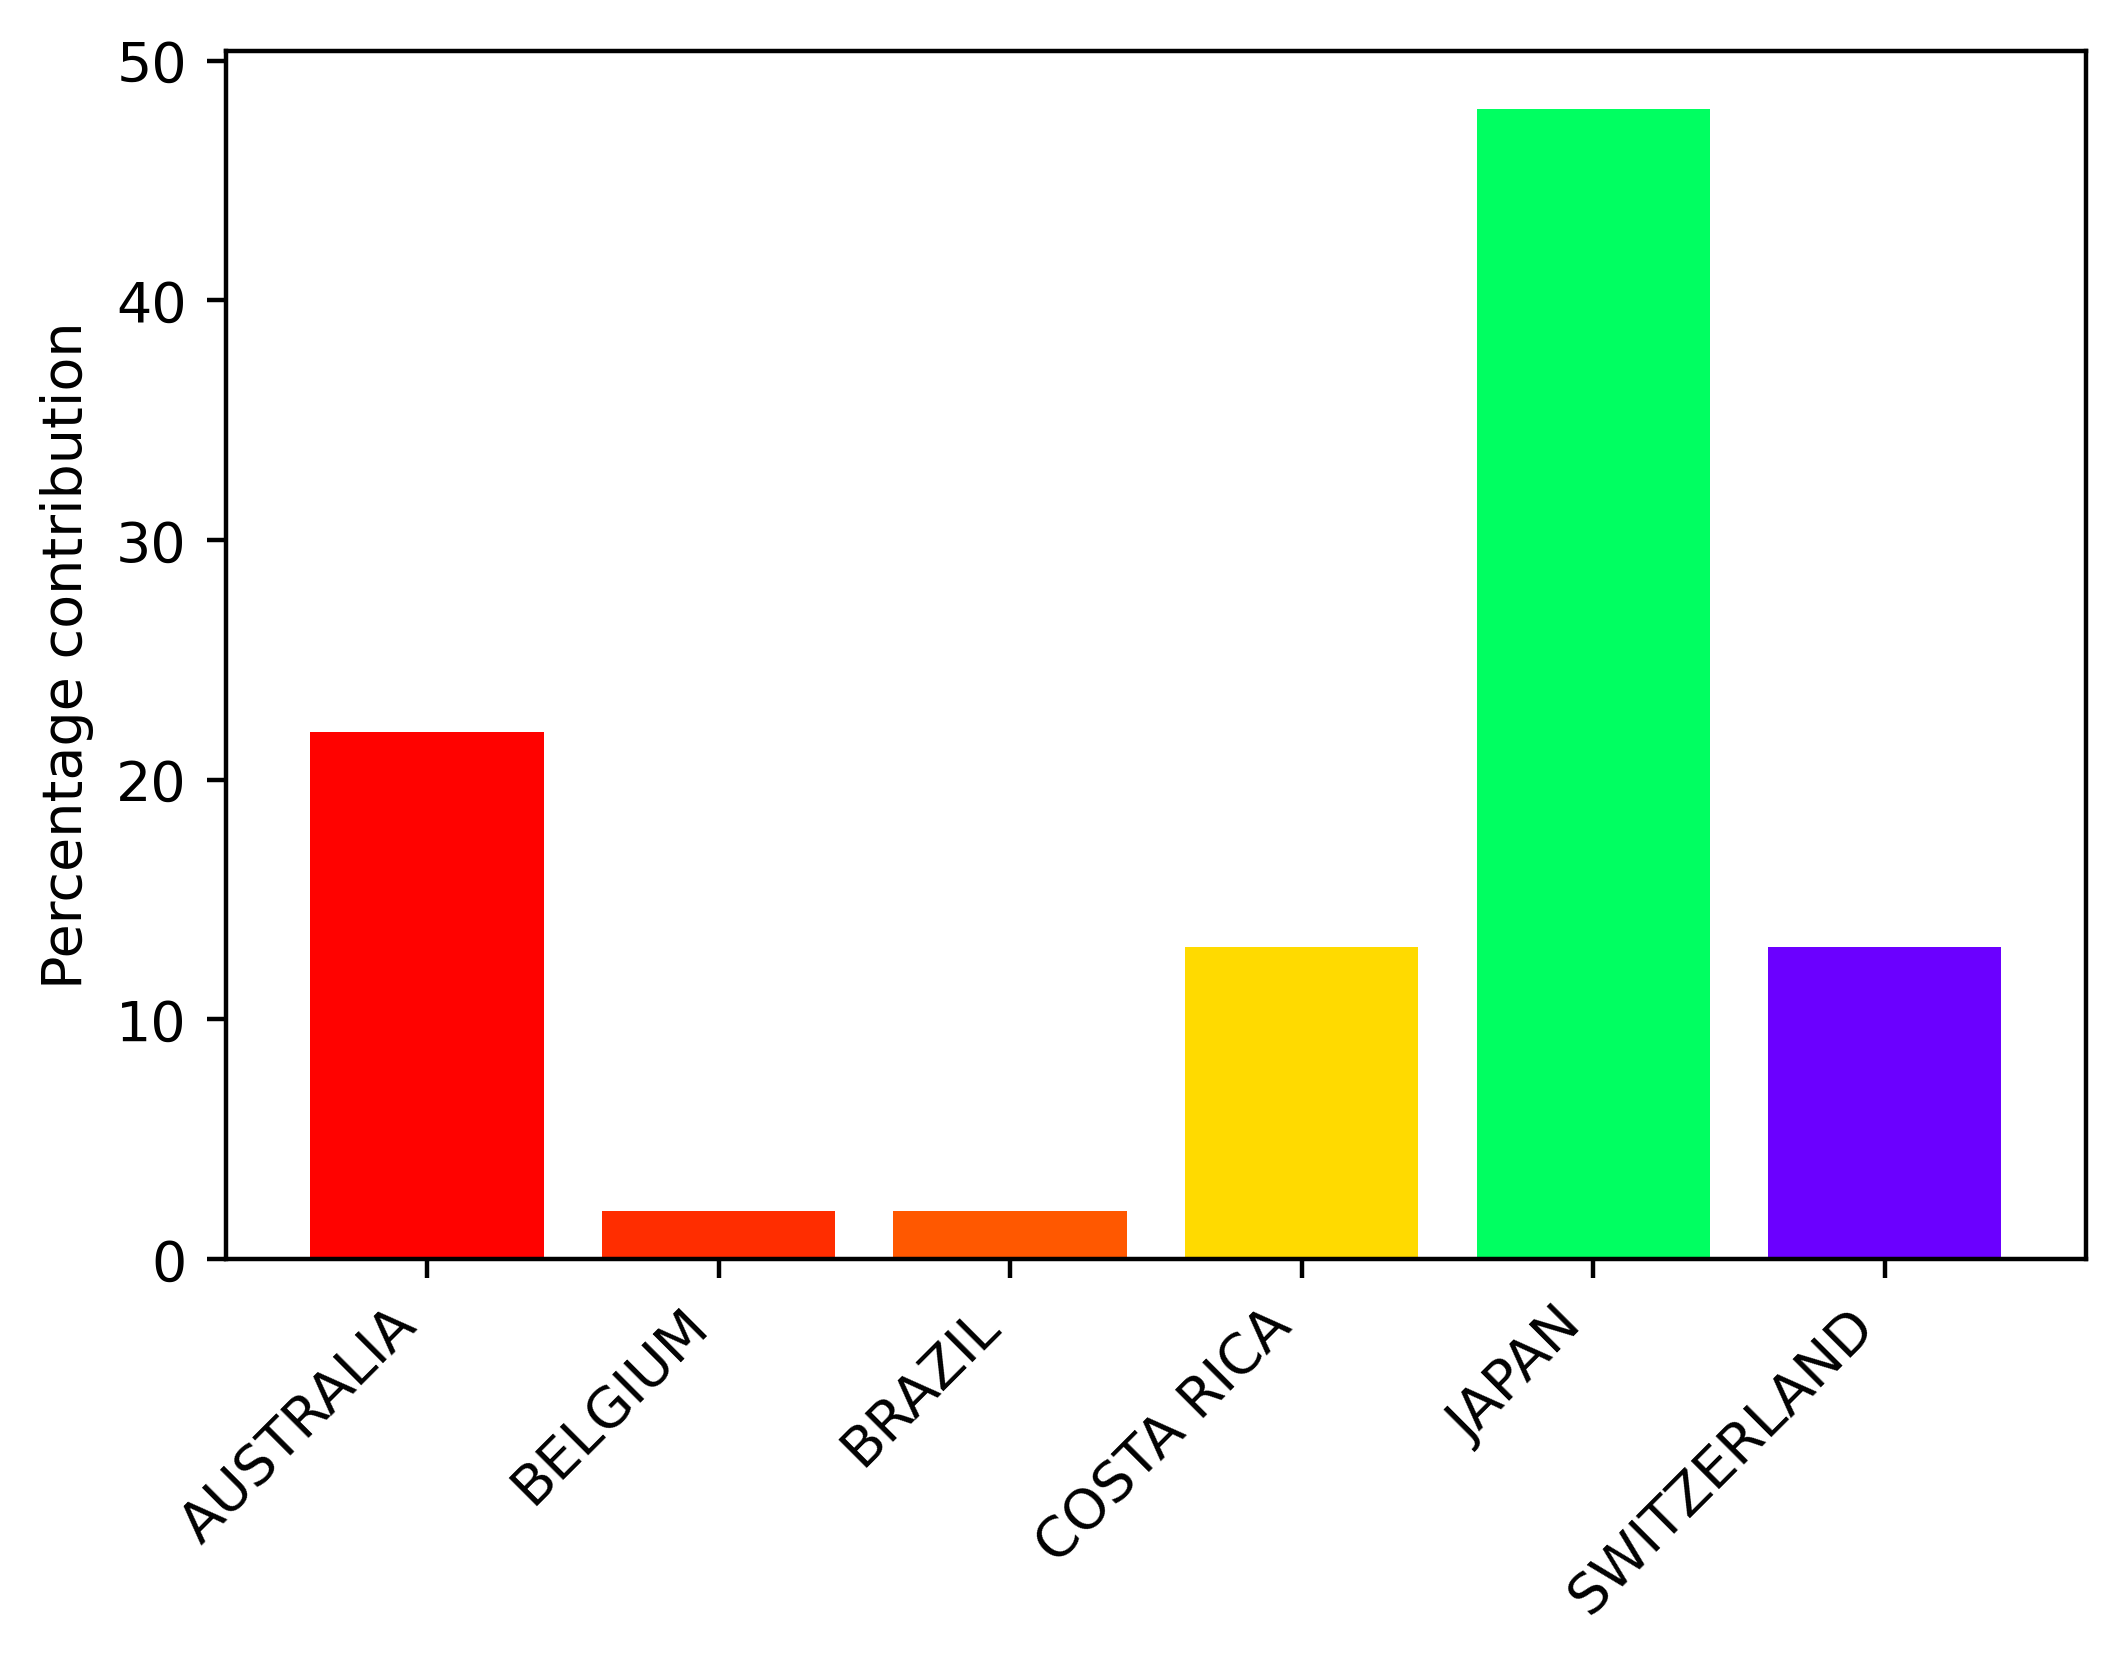 Percentage contribution
50
40
30
20
10
0
AUSTRALIA
BELGIUM
BRAZIL
COSTA RICA
JAPAN
SWITZERLAND